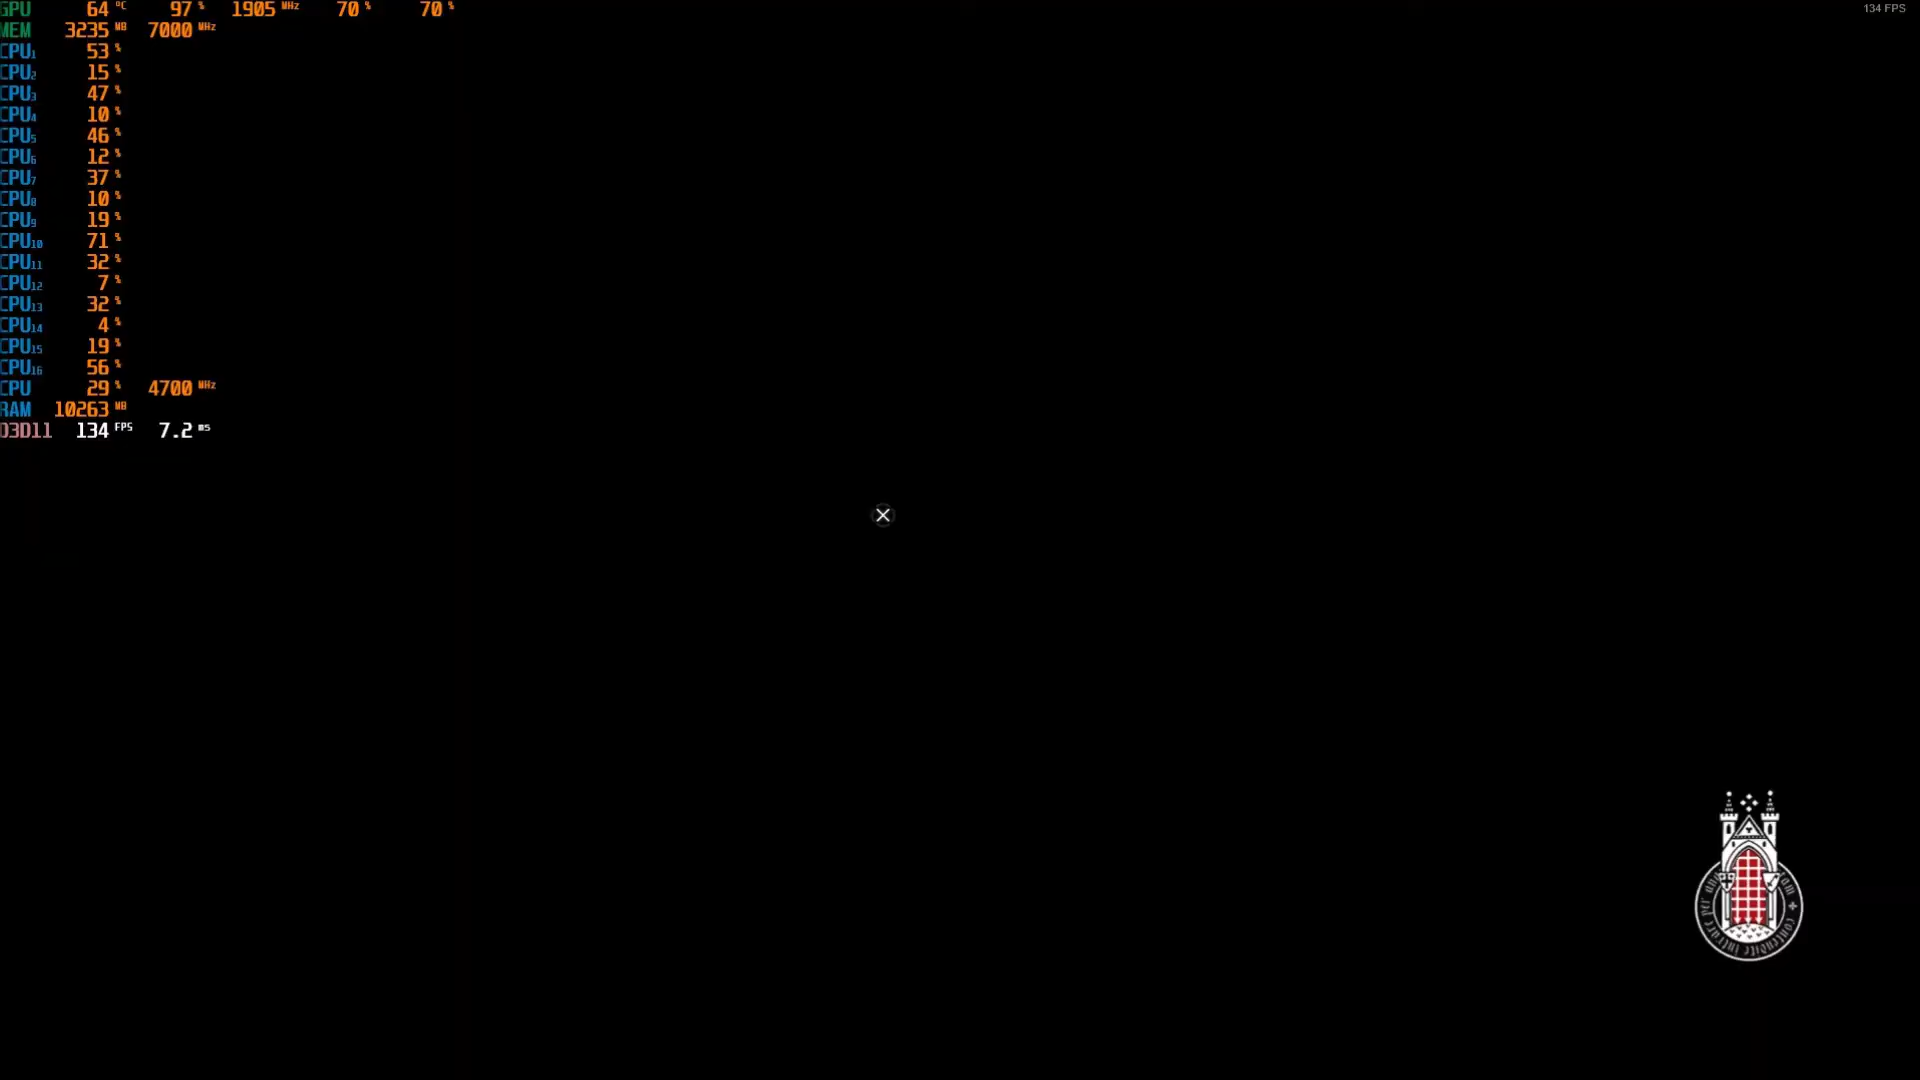 GPU 64 °C 97 % 1905 MHz 70 % 70 %
134 FPS
MEM 3235 MB 7000 MHz
CPU1 53 %
CPU2 15 %
CPU3 47 %
CPU4 10 %
CPU5 46 %
CPU6 12 %
CPU7 37 %
CPU8 10 %
CPU9 19 %
CPU10 71 %
CPU11 32 %
CPU12 7 %
CPU13 32 %
CPU14 4 %
CPU15 19 %
CPU16 56 %
CPU 29 % 4700 MHz
RAM 10263 MB
D3D11 134 FPS 7.2 ms
contendite intrare per